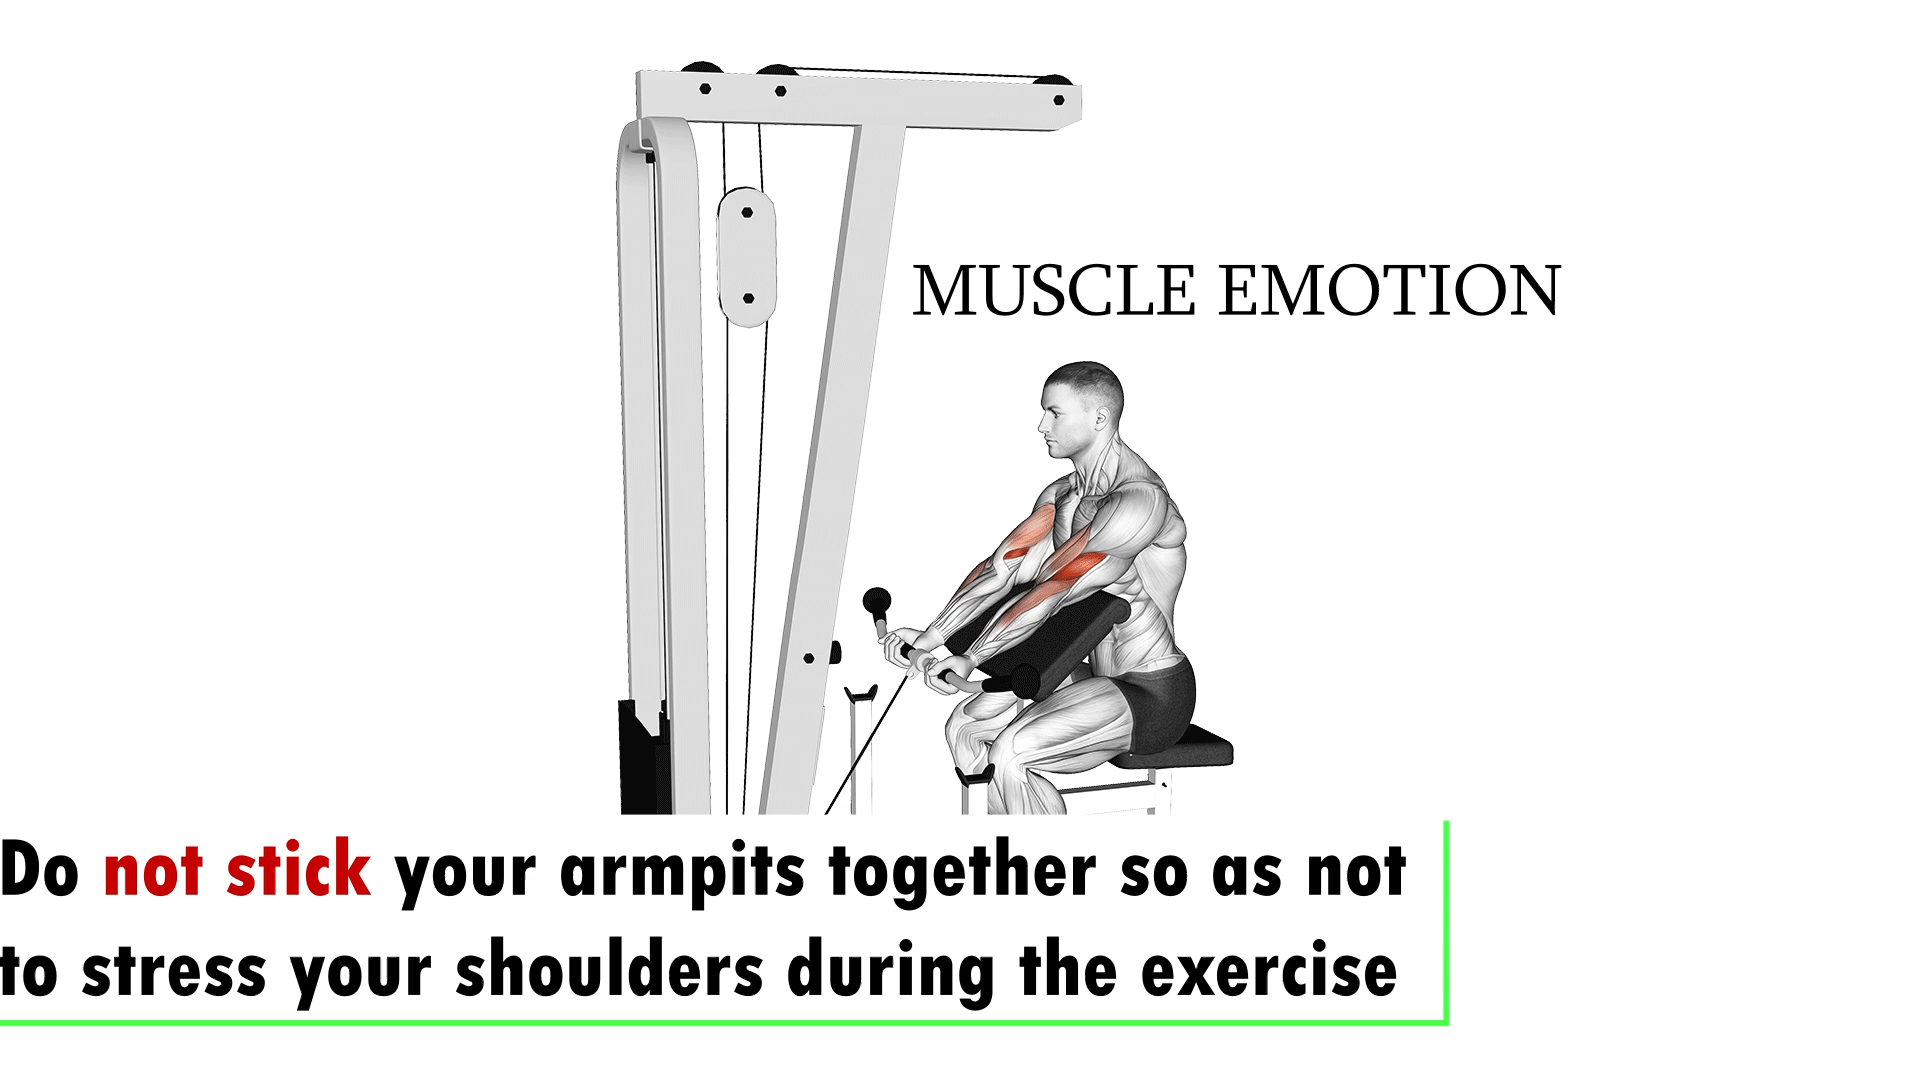 MUSCLE EMOTION
Do not stick your armpits together so as not
to stress your shoulders during the exercise